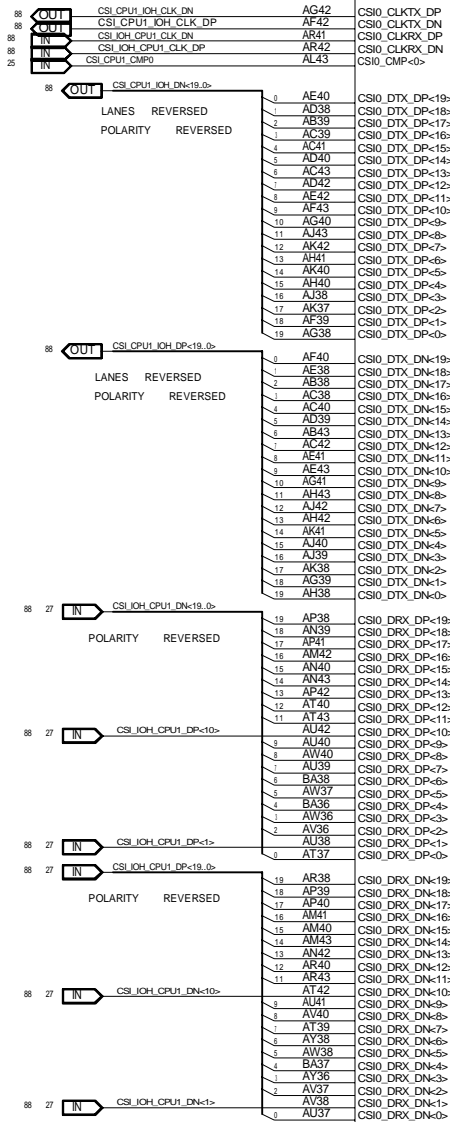 88 OUT CSI_CPU1_IOH_CLK_DN AG42 CSI0_CLKTX_DP
88 OUT CSI_CPU1_IOH_CLK_DP AF42 CSI0_CLKTX_DN
88 IN CSI_IOH_CPU1_CLK_DN AR41 CSI0_CLKRX_DP
88 IN CSI_IOH_CPU1_CLK_DP AR42 CSI0_CLKRX_DN
25 IN CSI_CPU1_CMP0 AL43 CSI0_CMP<0>
88 OUT CSI_CPU1_IOH_DN<19..0>
LANES REVERSED
POLARITY REVERSED
0 AE40 CSI0_DTX_DP<19>
1 AD38 CSI0_DTX_DP<18>
2 AB39 CSI0_DTX_DP<17>
3 AC39 CSI0_DTX_DP<16>
4 AC41 CSI0_DTX_DP<15>
5 AD40 CSI0_DTX_DP<14>
6 AC43 CSI0_DTX_DP<13>
7 AD42 CSI0_DTX_DP<12>
8 AE42 CSI0_DTX_DP<11>
9 AF43 CSI0_DTX_DP<10>
10 AG40 CSI0_DTX_DP<9>
11 AJ43 CSI0_DTX_DP<8>
12 AK42 CSI0_DTX_DP<7>
13 AH41 CSI0_DTX_DP<6>
14 AK40 CSI0_DTX_DP<5>
15 AH40 CSI0_DTX_DP<4>
16 AJ38 CSI0_DTX_DP<3>
17 AK37 CSI0_DTX_DP<2>
18 AF39 CSI0_DTX_DP<1>
19 AG38 CSI0_DTX_DP<0>
88 OUT CSI_CPU1_IOH_DP<19..0>
LANES REVERSED
POLARITY REVERSED
0 AF40 CSI0_DTX_DN<19>
1 AE38 CSI0_DTX_DN<18>
2 AB38 CSI0_DTX_DN<17>
3 AC38 CSI0_DTX_DN<16>
4 AC40 CSI0_DTX_DN<15>
5 AD39 CSI0_DTX_DN<14>
6 AB43 CSI0_DTX_DN<13>
7 AC42 CSI0_DTX_DN<12>
8 AE41 CSI0_DTX_DN<11>
9 AE43 CSI0_DTX_DN<10>
10 AG41 CSI0_DTX_DN<9>
11 AH43 CSI0_DTX_DN<8>
12 AJ42 CSI0_DTX_DN<7>
13 AH42 CSI0_DTX_DN<6>
14 AK41 CSI0_DTX_DN<5>
15 AJ40 CSI0_DTX_DN<4>
16 AJ39 CSI0_DTX_DN<3>
17 AK38 CSI0_DTX_DN<2>
18 AG39 CSI0_DTX_DN<1>
19 AH38 CSI0_DTX_DN<0>
88 27 IN CSI_IOH_CPU1_DN<19..0>
POLARITY REVERSED
19 AP38 CSI0_DRX_DP<19>
18 AN39 CSI0_DRX_DP<18>
17 AP41 CSI0_DRX_DP<17>
16 AM42 CSI0_DRX_DP<16>
15 AN40 CSI0_DRX_DP<15>
14 AN43 CSI0_DRX_DP<14>
13 AP42 CSI0_DRX_DP<13>
12 AT40 CSI0_DRX_DP<12>
11 AT43 CSI0_DRX_DP<11>
88 27 IN CSI_IOH_CPU1_DP<10> AU42 CSI0_DRX_DP<10>
9 AU40 CSI0_DRX_DP<9>
8 AW40 CSI0_DRX_DP<8>
7 AU39 CSI0_DRX_DP<7>
6 BA38 CSI0_DRX_DP<6>
5 AW37 CSI0_DRX_DP<5>
4 BA36 CSI0_DRX_DP<4>
3 AW36 CSI0_DRX_DP<3>
2 AV36 CSI0_DRX_DP<2>
88 27 IN CSI_IOH_CPU1_DP<1> AU38 CSI0_DRX_DP<1>
0 AT37 CSI0_DRX_DP<0>
88 27 IN CSI_IOH_CPU1_DP<19..0>
POLARITY REVERSED
19 AR38 CSI0_DRX_DN<19>
18 AP39 CSI0_DRX_DN<18>
17 AP40 CSI0_DRX_DN<17>
16 AM41 CSI0_DRX_DN<16>
15 AM40 CSI0_DRX_DN<15>
14 AM43 CSI0_DRX_DN<14>
13 AN42 CSI0_DRX_DN<13>
12 AR40 CSI0_DRX_DN<12>
11 AR43 CSI0_DRX_DN<11>
88 27 IN CSI_IOH_CPU1_DN<10> AT42 CSI0_DRX_DN<10>
9 AU41 CSI0_DRX_DN<9>
8 AV40 CSI0_DRX_DN<8>
7 AT39 CSI0_DRX_DN<7>
6 AY38 CSI0_DRX_DN<6>
5 AW38 CSI0_DRX_DN<5>
4 BA37 CSI0_DRX_DN<4>
3 AY36 CSI0_DRX_DN<3>
2 AV37 CSI0_DRX_DN<2>
88 27 IN CSI_IOH_CPU1_DN<1> AV38 CSI0_DRX_DN<1>
0 AU37 CSI0_DRX_DN<0>